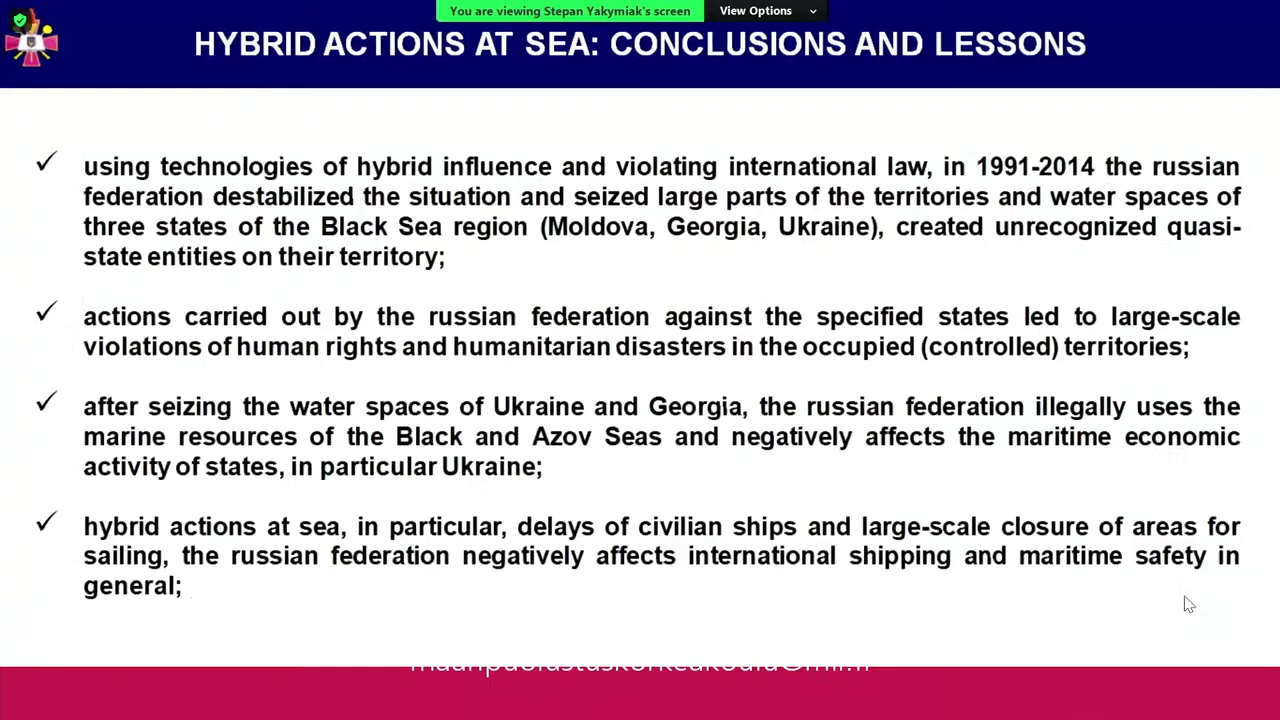 You are viewing Stepan Yakymiak's screen
View Options
HYBRID ACTIONS AT SEA: CONCLUSIONS AND LESSONS
✓ using technologies of hybrid influence and violating international law, in 1991-2014 the russian
federation destabilized the situation and seized large parts of the territories and water spaces of
three states of the Black Sea region (Moldova, Georgia, Ukraine), created unrecognized quasi-
state entities on their territory;
✓ actions carried out by the russian federation against the specified states led to large-scale
violations of human rights and humanitarian disasters in the occupied (controlled) territories;
✓ after seizing the water spaces of Ukraine and Georgia, the russian federation illegally uses the
marine resources of the Black and Azov Seas and negatively affects the maritime economic
activity of states, in particular Ukraine;
✓ hybrid actions at sea, in particular, delays of civilian ships and large-scale closure of areas for
sailing, the russian federation negatively affects international shipping and maritime safety in
general;